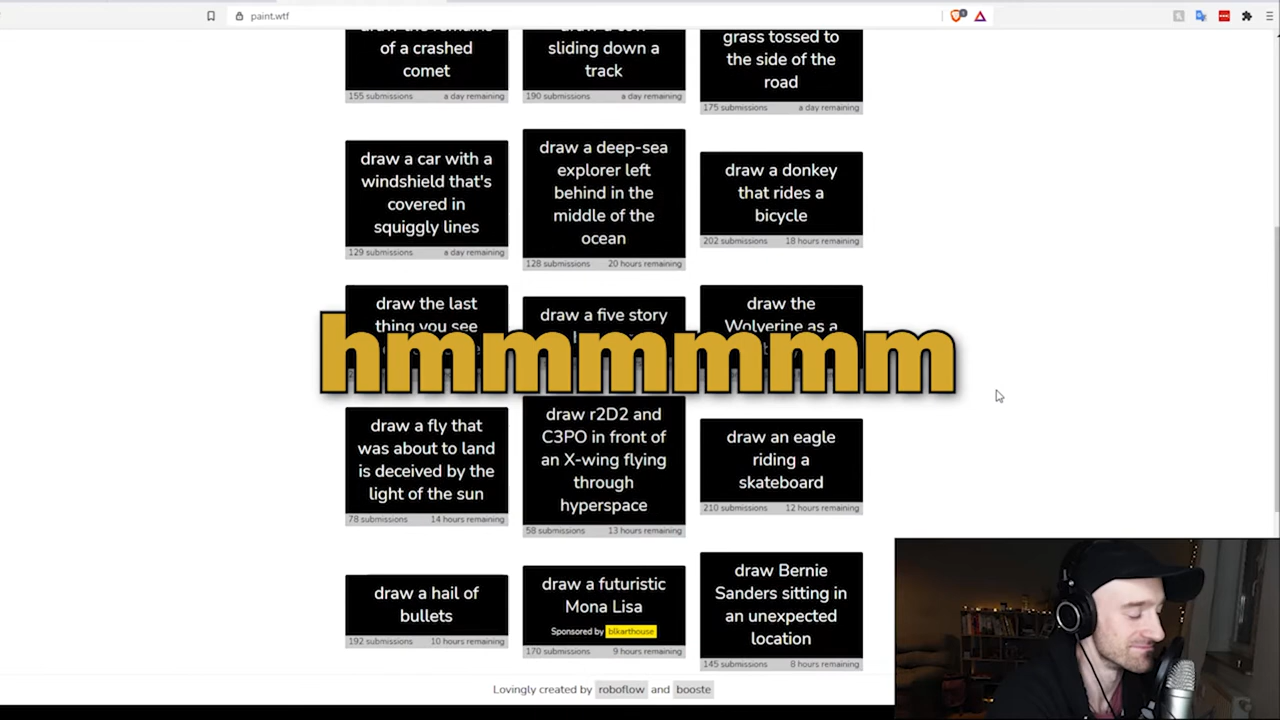 paint.wtf
draw the remains
of a crashed
comet
155 submissions a day remaining
sliding down a
track
190 submissions a day remaining
grass tossed to
the side of the
road
175 submissions a day remaining
draw a car with a
windshield that's
covered in
squiggly lines
129 submissions a day remaining
draw a deep-sea
explorer left
behind in the
middle of the
ocean
128 submissions 20 hours remaining
draw a donkey
that rides a
bicycle
202 submissions 18 hours remaining
draw the last
thing you see
draw a five story
draw the
Wolverine as a
hmmmmmm
draw a fly that
was about to land
is deceived by the
light of the sun
78 submissions 14 hours remaining
draw r2D2 and
C3PO in front of
an X-wing flying
through
hyperspace
58 submissions 13 hours remaining
draw an eagle
riding a
skateboard
210 submissions 12 hours remaining
draw a hail of
bullets
192 submissions 10 hours remaining
draw a futuristic
Mona Lisa
Sponsored by blkarthouse
170 submissions 9 hours remaining
draw Bernie
Sanders sitting in
an unexpected
location
145 submissions 8 hours remaining
Lovingly created by roboflow and booste